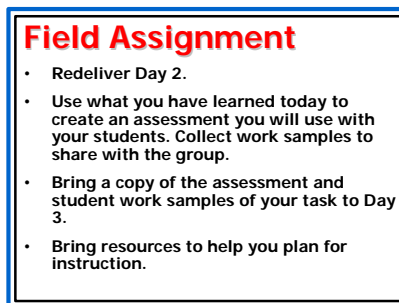 Field Assignment
• Redeliver Day 2.
• Use what you have learned today to
create an assessment you will use with
your students. Collect work samples to
share with the group.
• Bring a copy of the assessment and
student work samples of your task to Day
3.
• Bring resources to help you plan for
instruction.